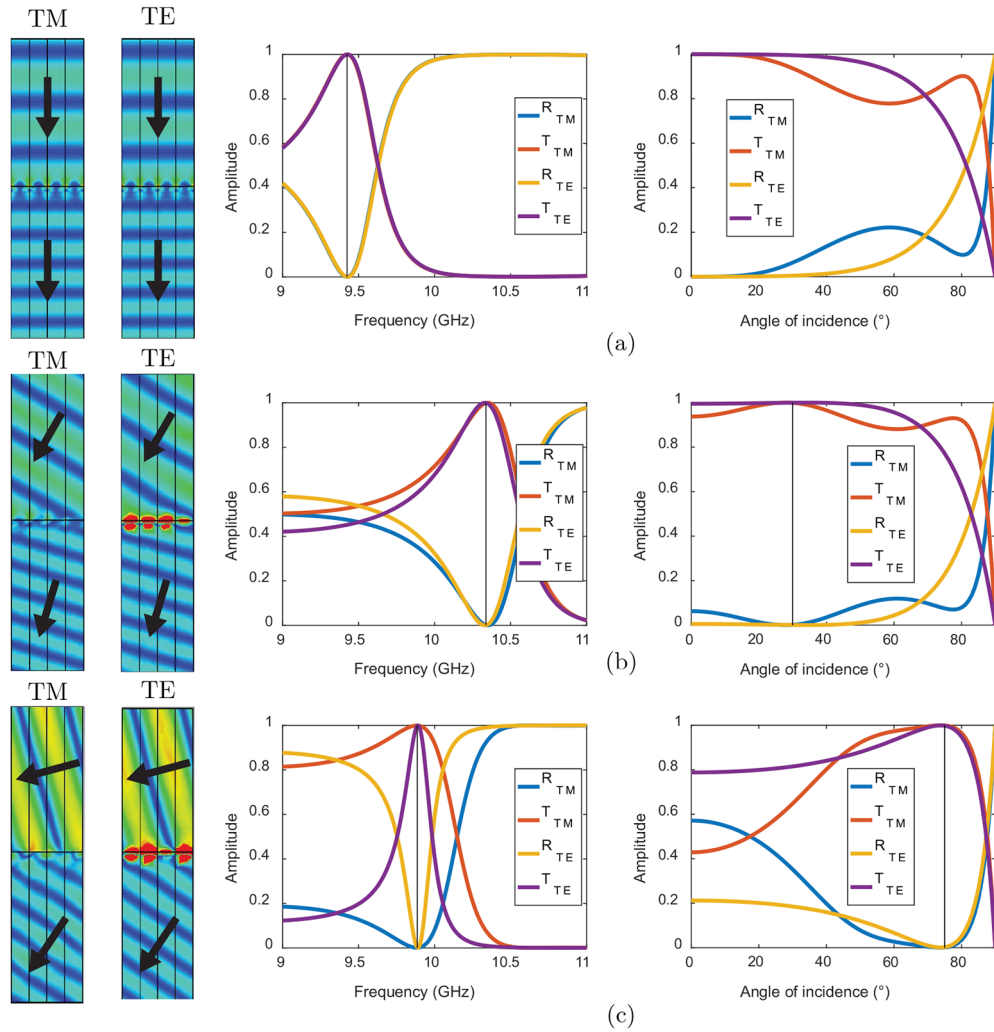 TM
TE
1
0.8
0.6
0.4
0.2
0
Amplitude
9
9.5
10
10.5
11
Frequency (GHz)
R TM
T TM
R TE
T TE
1
0.8
0.6
0.4
0.2
0
Amplitude
0
20
40
60
80
Angle of incidence (°)
R TM
T TM
R TE
T TE
(a)
TM
TE
1
0.8
0.6
0.4
0.2
0
Amplitude
9
9.5
10
10.5
11
Frequency (GHz)
R TM
T TM
R TE
T TE
1
0.8
0.6
0.4
0.2
0
Amplitude
0
20
40
60
80
Angle of incidence (°)
R TM
T TM
R TE
T TE
(b)
TM
TE
1
0.8
0.6
0.4
0.2
0
Amplitude
9
9.5
10
10.5
11
Frequency (GHz)
R TM
T TM
R TE
T TE
1
0.8
0.6
0.4
0.2
0
Amplitude
0
20
40
60
80
Angle of incidence (°)
R TM
T TM
R TE
T TE
(c)